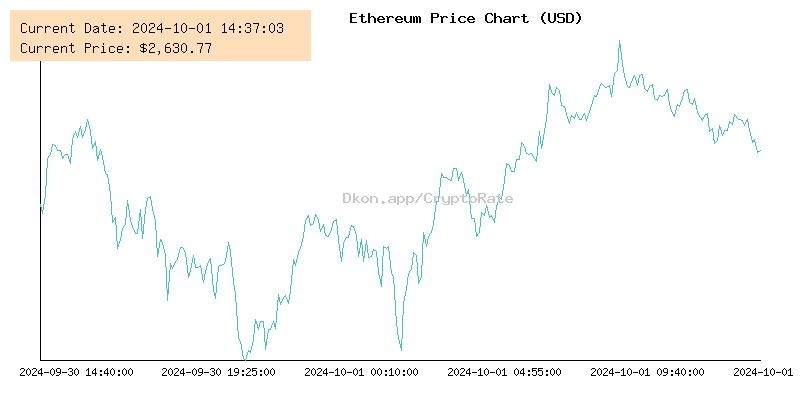 Ethereum Price Chart (USD)
Current Date: 2024-10-01 14:37:03
Current Price: $2,630.77
Dkon.app/CryptoRate
2024-09-30 14:40:00 2024-09-30 19:25:00 2024-10-01 00:10:00 2024-10-01 04:55:00 2024-10-01 09:40:00 2024-10-01